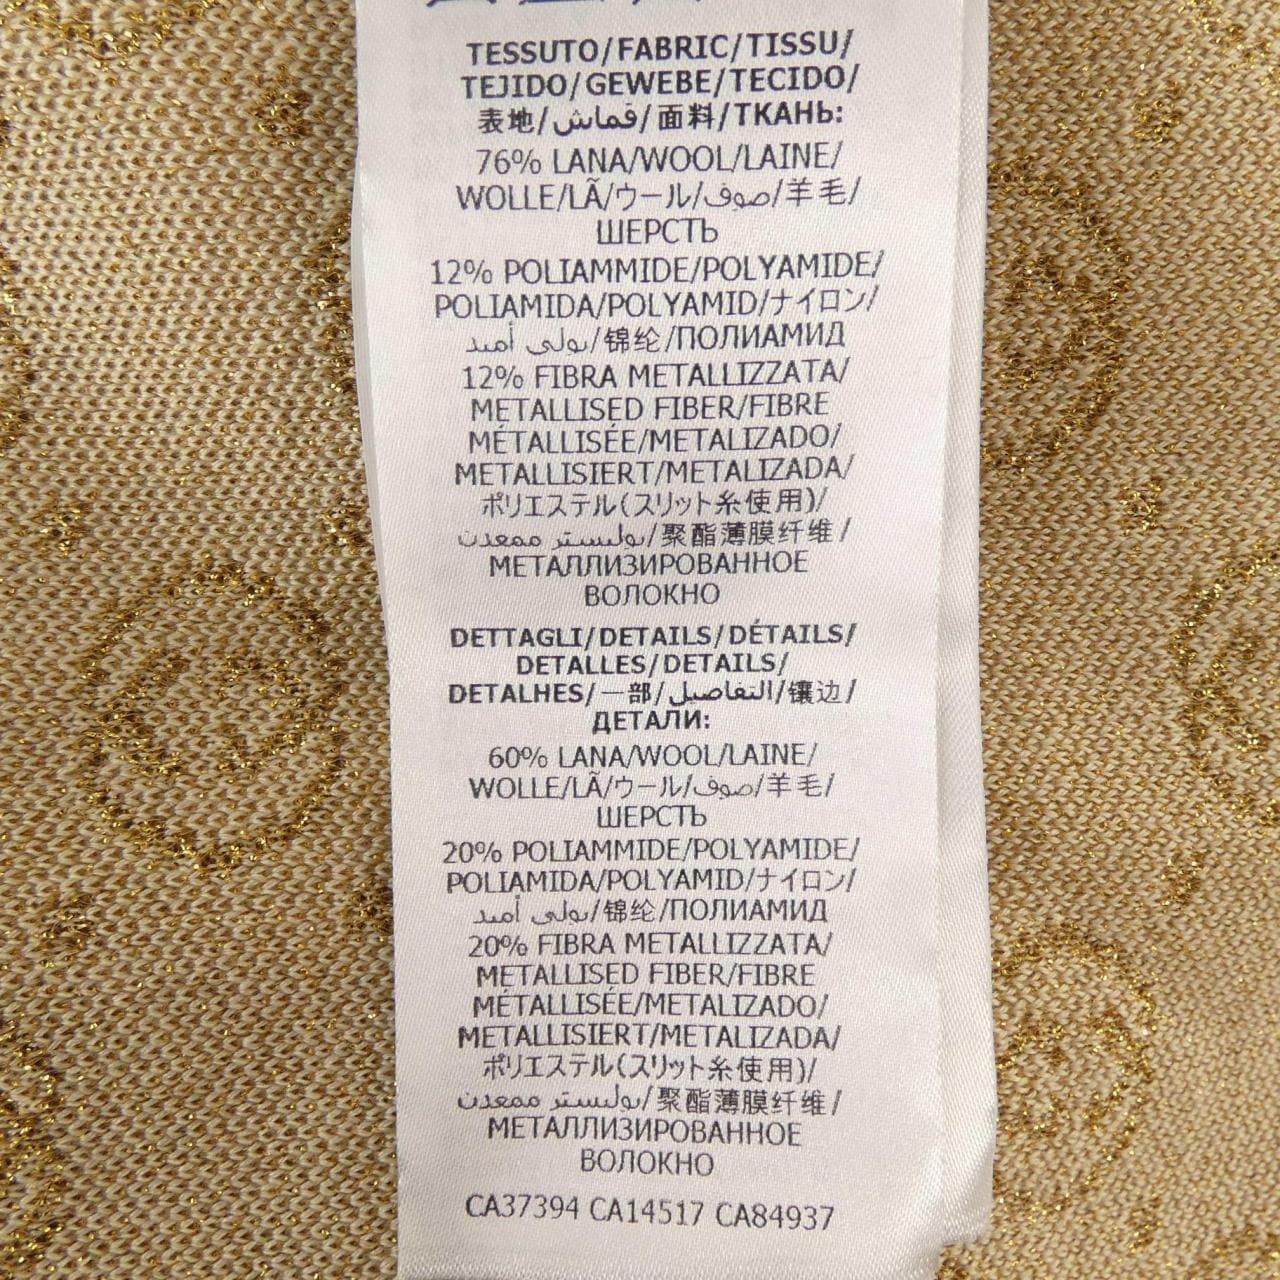 TESSUTO/FABRIC/TISSU/
TEJIDO/GEWEBE/TECIDO/
表地/قماش/面料/ТКАНЬ:
76% LANA/WOOL/LAINE/
WOLLE/LÃ/ウール/صوف/羊毛/
ШЕРСТЬ
12% POLIAMMIDE/POLYAMIDE/
POLIAMIDA/POLYAMID/ナイロン/
بولي أميد/锦纶/ПОЛИАМИД
12% FIBRA METALLIZZATA/
METALLISED FIBER/FIBRE
MÉTALLISÉE/METALIZADO/
METALLISIERT/METALIZADA/
ポリエステル(スリット糸使用)/
بوليستر ممعدن/聚酯薄膜纤维/
МЕТАЛЛИЗИРОВАННОЕ
ВОЛОКНО
DETTAGLI/DETAILS/DÉTAILS/
DETALLES/DETAILS/
DETALHES/一部/التفاصيل/镶边/
ДЕТАЛИ:
60% LANA/WOOL/LAINE/
WOLLE/LÃ/ウール/صوف/羊毛/
ШЕРСТЬ
20% POLIAMMIDE/POLYAMIDE/
POLIAMIDA/POLYAMID/ナイロン/
بولي أميد/锦纶/ПОЛИАМИД
20% FIBRA METALLIZZATA/
METALLISED FIBER/FIBRE
MÉTALLISÉE/METALIZADO/
METALLISIERT/METALIZADA/
ポリエステル(スリット糸使用)/
بوليستر ممعدن/聚酯薄膜纤维/
МЕТАЛЛИЗИРОВАННОЕ
ВОЛОКНО
CA37394 CA14517 CA84937